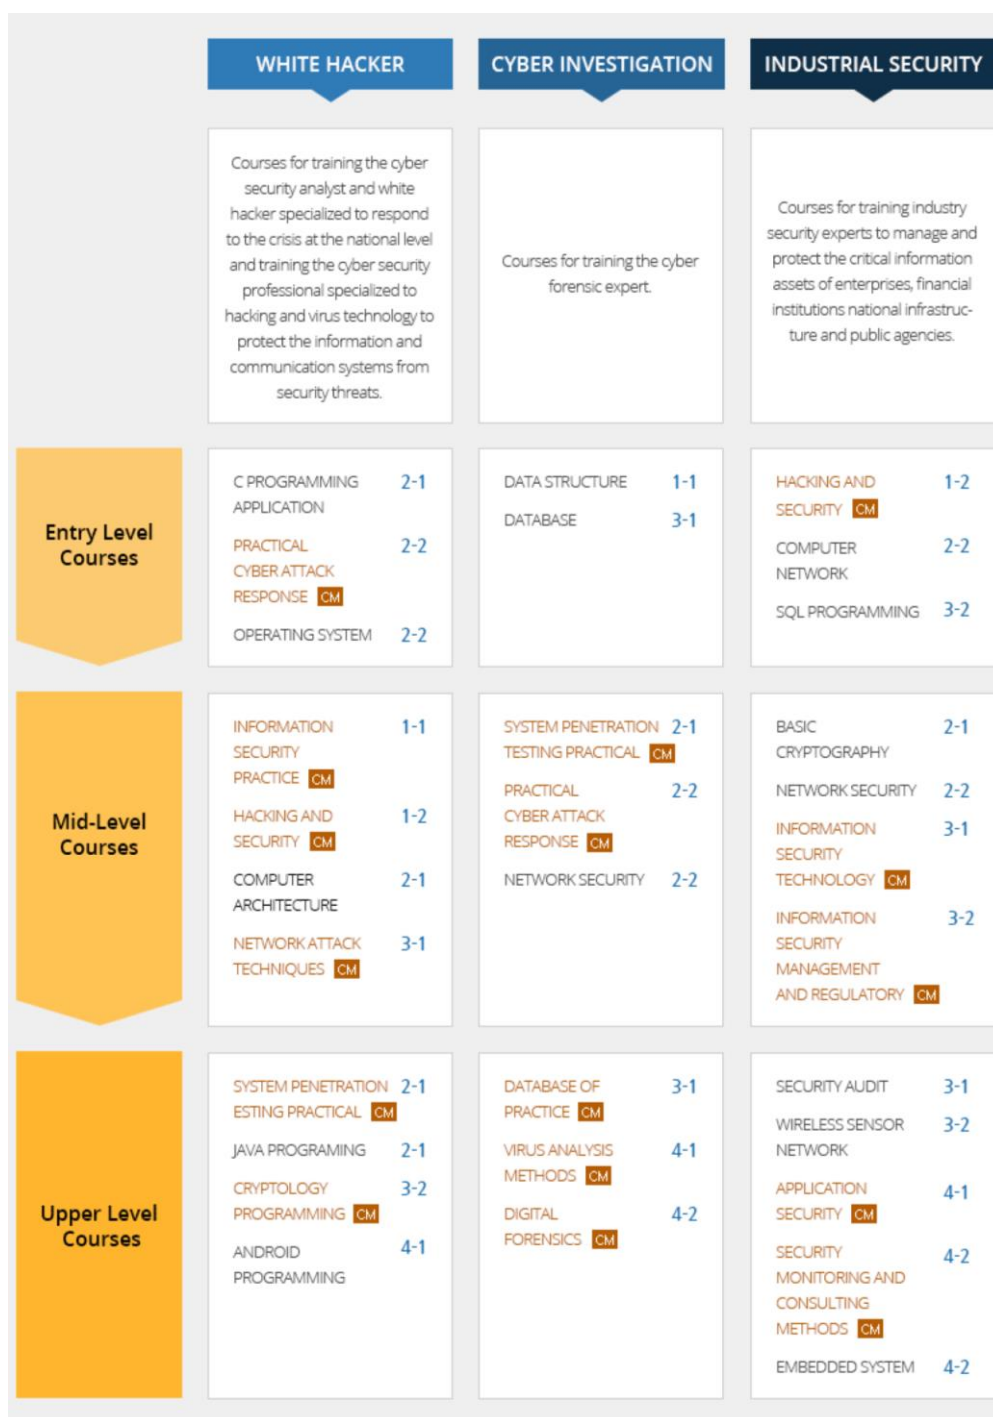 WHITE HACKER
CYBER INVESTIGATION
INDUSTRIAL SECURITY
Courses for training the cyber
security analyst and white
hacker specialized to respond
to the crisis at the national level
and training the cyber security
professional specialized to
hacking and virus technology to
protect the information and
communication systems from
security threats.
Courses for training the cyber
forensic expert.
Courses for training industry
security experts to manage and
protect the critical information
assets of enterprises, financial
institutions national infrastruc-
ture and public agencies.
Entry Level
Courses
C PROGRAMMING 2-1
APPLICATION
PRACTICAL 2-2
CYBER ATTACK
RESPONSE CM
OPERATING SYSTEM 2-2
DATA STRUCTURE 1-1
DATABASE 3-1
HACKING AND 1-2
SECURITY CM
COMPUTER 2-2
NETWORK
SQL PROGRAMMING 3-2
Mid-Level
Courses
INFORMATION 1-1
SECURITY
PRACTICE CM
HACKING AND 1-2
SECURITY CM
COMPUTER 2-1
ARCHITECTURE
NETWORK ATTACK 3-1
TECHNIQUES CM
SYSTEM PENETRATION 2-1
TESTING PRACTICAL CM
PRACTICAL 2-2
CYBER ATTACK
RESPONSE CM
NETWORK SECURITY 2-2
BASIC 2-1
CRYPTOGRAPHY
NETWORK SECURITY 2-2
INFORMATION 3-1
SECURITY
TECHNOLOGY CM
INFORMATION 3-2
SECURITY
MANAGEMENT
AND REGULATORY CM
Upper Level
Courses
SYSTEM PENETRATION 2-1
ESTING PRACTICAL CM
JAVA PROGRAMING 2-1
CRYPTOLOGY 3-2
PROGRAMMING CM
ANDROID 4-1
PROGRAMMING
DATABASE OF 3-1
PRACTICE CM
VIRUS ANALYSIS 4-1
METHODS CM
DIGITAL 4-2
FORENSICS CM
SECURITY AUDIT 3-1
WIRELESS SENSOR 3-2
NETWORK
APPLICATION 4-1
SECURITY CM
SECURITY 4-2
MONITORING AND
CONSULTING
METHODS CM
EMBEDDED SYSTEM 4-2